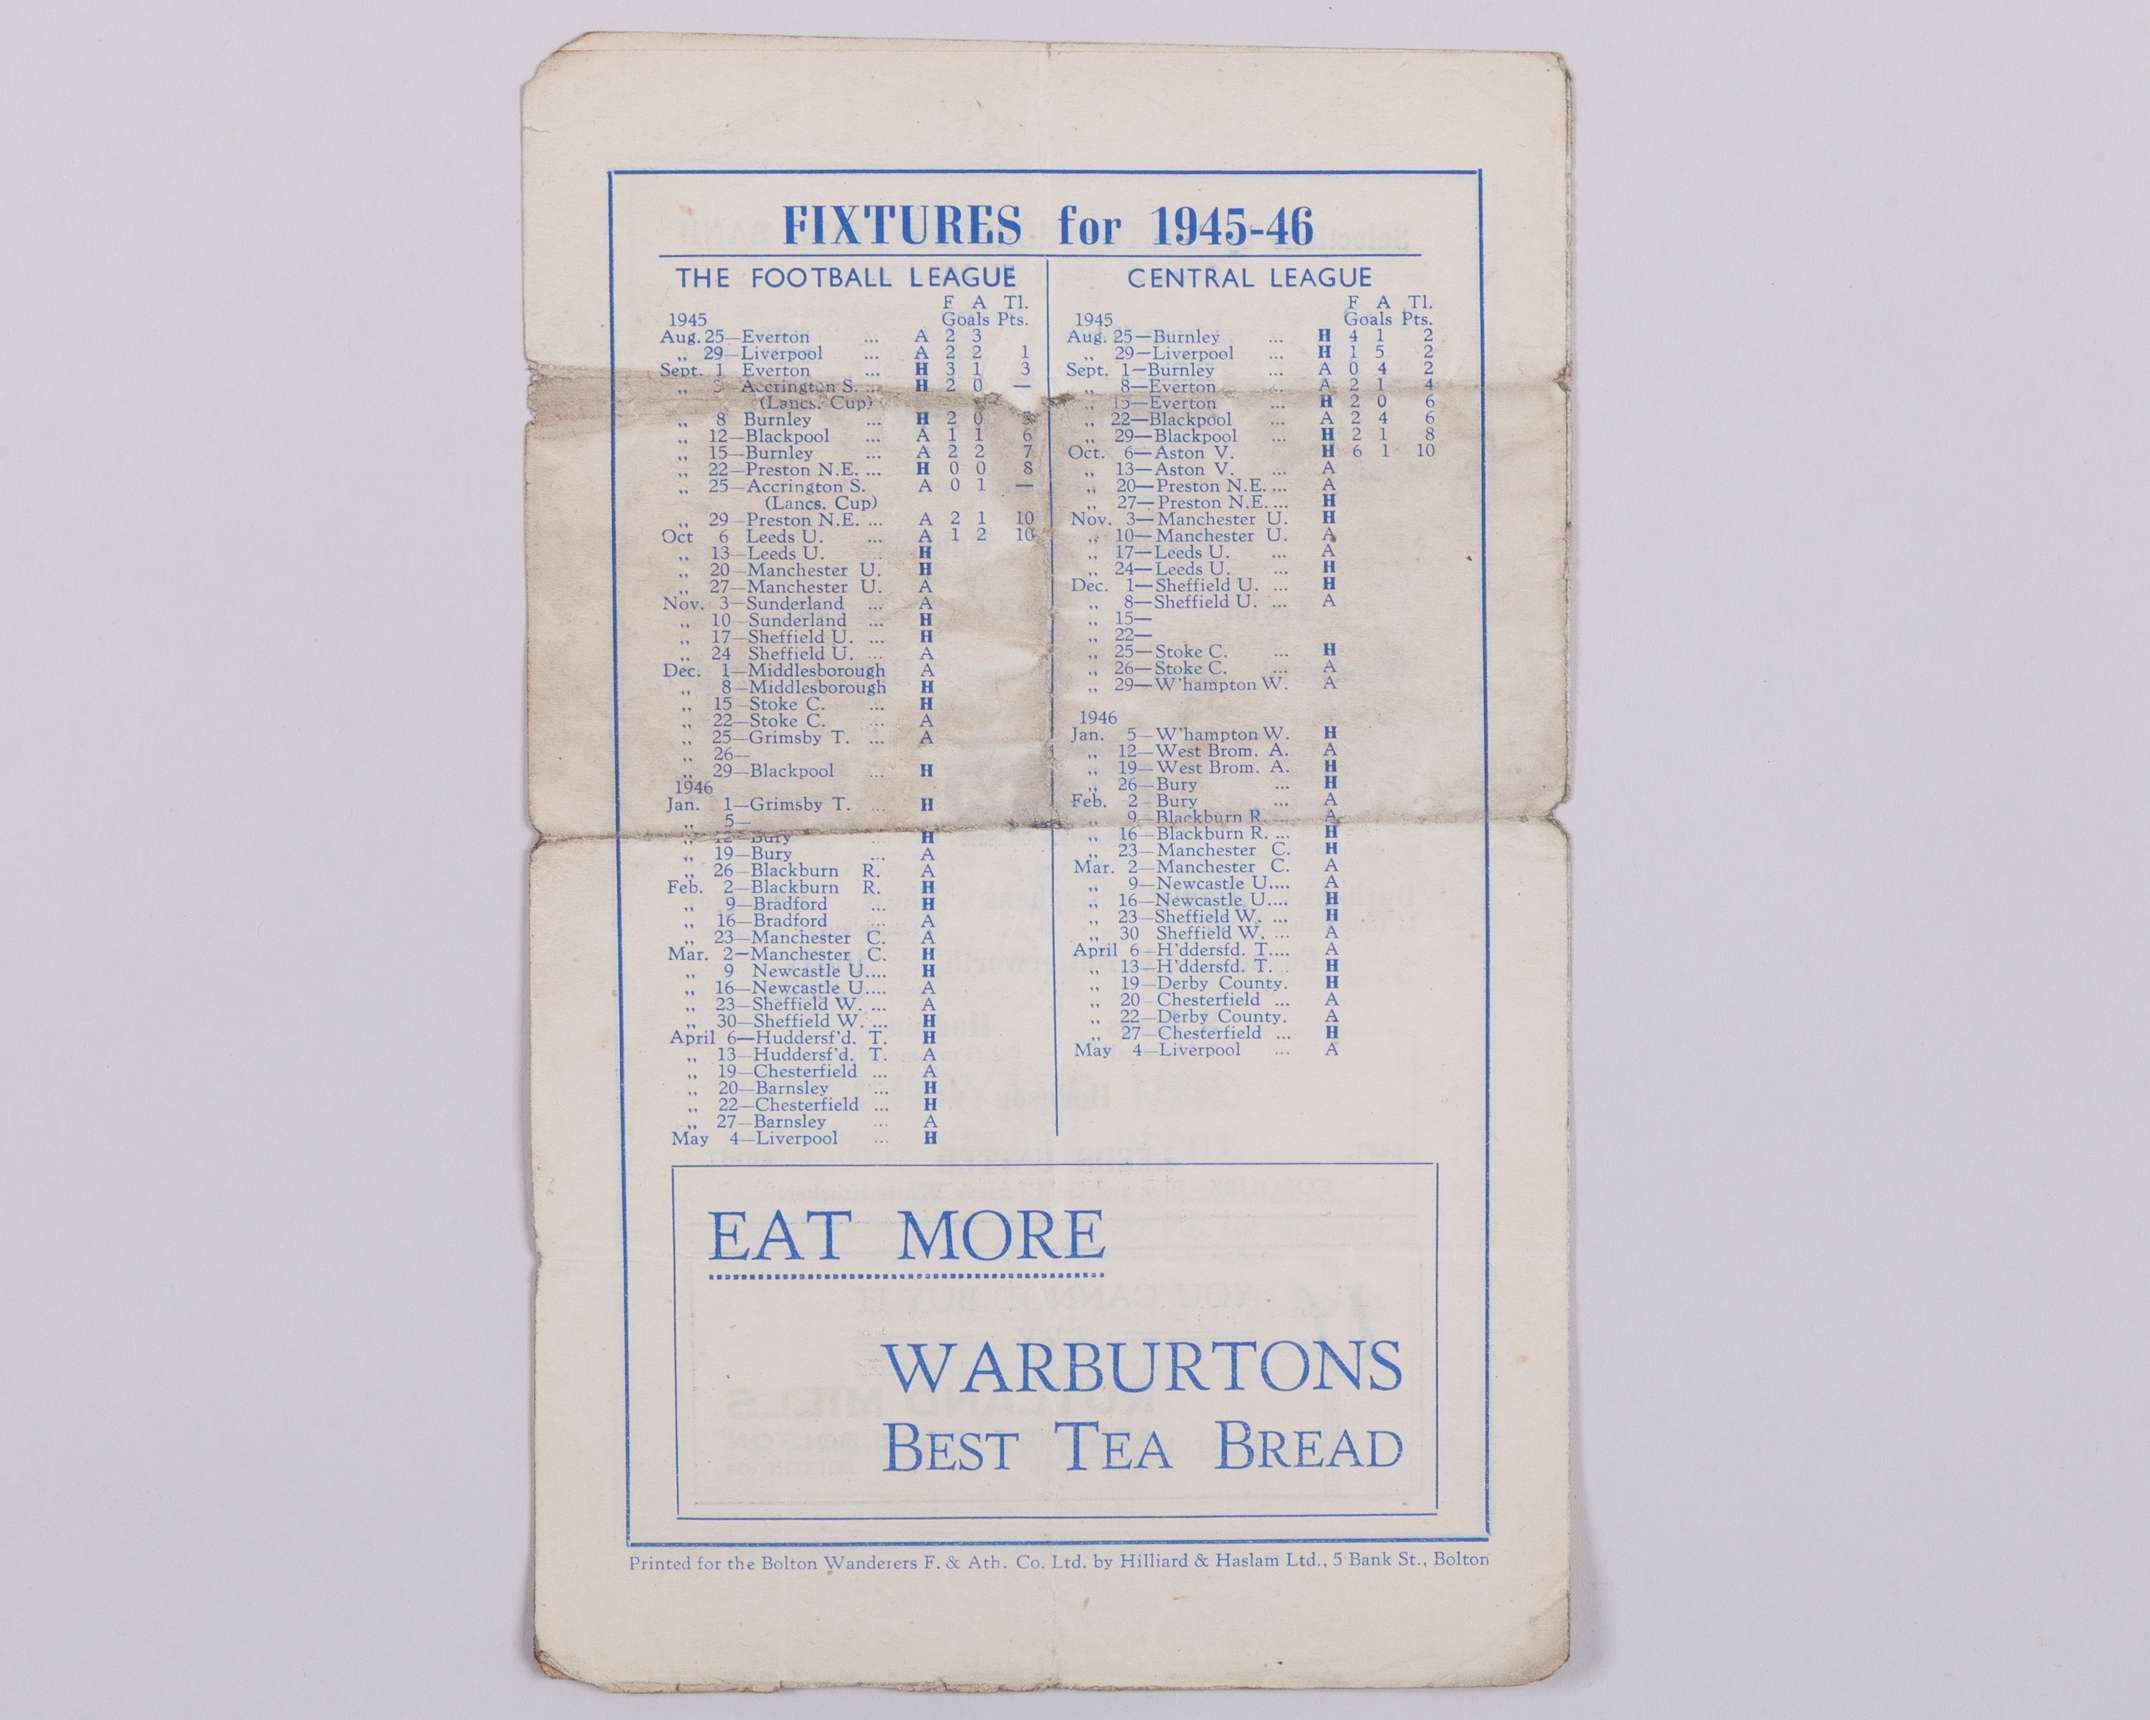 FIXTURES for 1945-46
THE FOOTBALL LEAGUE
F A Tl.
1945 Goals Pts.
Aug. 25—Everton ... A 2 3
„ 29—Liverpool ... A 2 2 1
Sept. 1 Everton ... H 3 1 3
„ 3 Accrington S. ... H 2 0 —
(Lancs. Cup)
„ 8 Burnley ... H 2 0 5
„ 12—Blackpool ... A 1 1 6
„ 15—Burnley ... A 2 2 7
„ 22—Preston N.E. ... H 0 0 8
„ 25—Accrington S. A 0 1 —
(Lancs. Cup)
„ 29—Preston N.E. ... A 2 1 10
Oct 6 Leeds U. ... A 1 2 10
„ 13—Leeds U. H
„ 20—Manchester U. H
„ 27—Manchester U. A
Nov. 3—Sunderland ... A
„ 10—Sunderland ... H
„ 17—Sheffield U. ... H
„ 24 Sheffield U. ... A
Dec. 1—Middlesborough A
„ 8—Middlesborough H
„ 15—Stoke C. ... H
„ 22—Stoke C. ... A
„ 25—Grimsby T. ... A
„ 26—
„ 29—Blackpool ... H
1946
Jan. 1—Grimsby T. ... H
„ 5—
„ 12—Bury ... H
„ 19—Bury ... A
„ 26—Blackburn R. A
Feb. 2—Blackburn R. H
„ 9—Bradford ... H
„ 16—Bradford ... A
„ 23—Manchester C. A
Mar. 2—Manchester C. H
„ 9 Newcastle U.... H
„ 16—Newcastle U.... A
„ 23—Sheffield W. ... A
„ 30—Sheffield W. ... H
April 6—Huddersf'd. T. H
„ 13—Huddersf'd. T. A
„ 19—Chesterfield ... A
„ 20—Barnsley ... H
„ 22—Chesterfield ... H
„ 27—Barnsley ... A
May 4—Liverpool ... H
CENTRAL LEAGUE
F A Tl.
1945 Goals Pts.
Aug. 25—Burnley ... H 4 1 2
„ 29—Liverpool ... H 1 5 2
Sept. 1—Burnley ... A 0 4 2
„ 8—Everton ... A 2 1 4
„ 15—Everton ... H 2 0 6
„ 22—Blackpool ... A 2 4 6
„ 29—Blackpool ... H 2 1 8
Oct. 6—Aston V. H 6 1 10
„ 13—Aston V. ... A
„ 20—Preston N.E. ... A
„ 27—Preston N.E. ... H
Nov. 3—Manchester U. H
„ 10—Manchester U. A
„ 17—Leeds U. ... A
„ 24—Leeds U. ... H
Dec. 1—Sheffield U. ... H
„ 8—Sheffield U. ... A
„ 15—
„ 22—
„ 25—Stoke C. ... H
„ 26—Stoke C. ... A
„ 29—W'hampton W. A
1946
Jan. 5—W'hampton W. H
„ 12—West Brom. A. A
„ 19—West Brom. A. H
„ 26—Bury ... H
Feb. 2—Bury ... A
„ 9—Blackburn R. ... A
„ 16—Blackburn R. ... H
„ 23—Manchester C. H
Mar. 2—Manchester C. A
„ 9—Newcastle U.... A
„ 16—Newcastle U.... H
„ 23—Sheffield W. ... H
„ 30 Sheffield W. ... A
April 6—H'ddersfd. T.... A
„ 13—H'ddersfd. T. H
„ 19—Derby County. H
„ 20—Chesterfield ... A
„ 22—Derby County. A
„ 27—Chesterfield ... H
May 4—Liverpool ... A
EAT MORE
WARBURTONS
BEST TEA BREAD
Printed for the Bolton Wanderers F. & Ath. Co. Ltd. by Hilliard & Haslam Ltd., 5 Bank St., Bolton